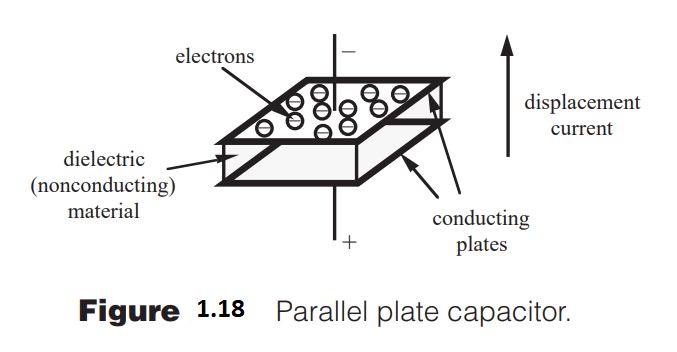 electrons
−
displacement
current
dielectric
(nonconducting)
material
conducting
plates
+
Figure 1.18 Parallel plate capacitor.